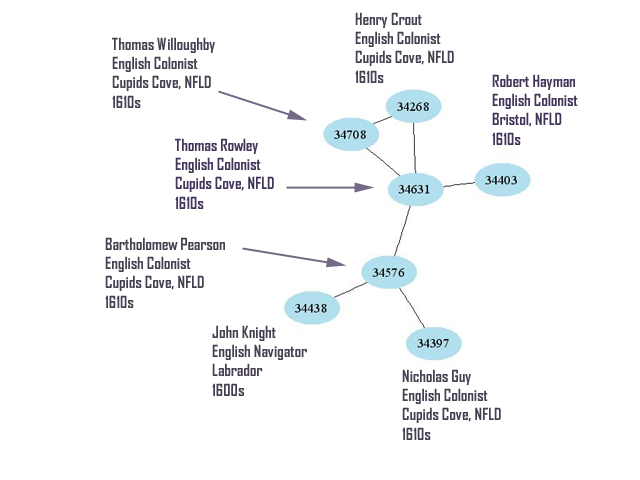 Henry Crout
English Colonist
Cupids Cove, NFLD
1610s
Thomas Willoughby
English Colonist
Cupids Cove, NFLD
1610s
Robert Hayman
English Colonist
Bristol, NFLD
1610s
34268
34708
Thomas Rowley
English Colonist
Cupids Cove, NFLD
1610s
34631
34403
Bartholomew Pearson
English Colonist
Cupids Cove, NFLD
1610s
34576
34438
John Knight
English Navigator
Labrador
1600s
34397
Nicholas Guy
English Colonist
Cupids Cove, NFLD
1610s